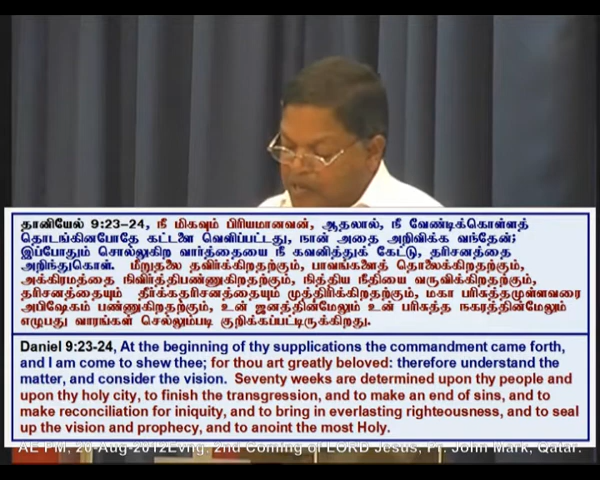 தானியேல் 9:23-24, நீ மிகவும் பிரியமானவன், ஆதலால், நீ வேண்டிக்கொள்ளத்
தொடங்கினபோதே கட்டளை வெளிப்பட்டது, நான் அதை அறிவிக்க வந்தேன்;
இப்போதும் சொல்லுகிற வார்த்தையை நீ கவனித்துக் கேட்டு, தரிசனத்தை
அறிந்துகொள். மீறுதலை தவிர்க்கிறதற்கும், பாவங்களைத் தொலைக்கிறதற்கும்,
அக்கிரமத்தை நிவிர்த்திபண்ணுகிறதற்கும், நித்திய நீதியை வருவிக்கிறதற்கும்,
தரிசனத்தையும் தீர்க்கதரிசனத்தையும் முத்திரிக்கிறதற்கும், மகா பரிசுத்தமுள்ளவரை
அபிஷேகம் பண்ணுகிறதற்கும், உன் ஜனத்தின்மேலும் உன் பரிசுத்த நகரத்தின்மேலும்
எழுபது வாரங்கள் செல்லும்படி குறிக்கப்பட்டிருக்கிறது.
Daniel 9:23-24, At the beginning of thy supplications the commandment came forth,
and I am come to shew thee; for thou art greatly beloved: therefore understand the
matter, and consider the vision. Seventy weeks are determined upon thy people and
upon thy holy city, to finish the transgression, and to make an end of sins, and to
make reconciliation for iniquity, and to bring in everlasting righteousness, and to seal
up the vision and prophecy, and to anoint the most Holy.
AE PM, 20-Aug-2012Evng. 2nd Coming of LORD Jesus, Pr. John Mark, Qatar.